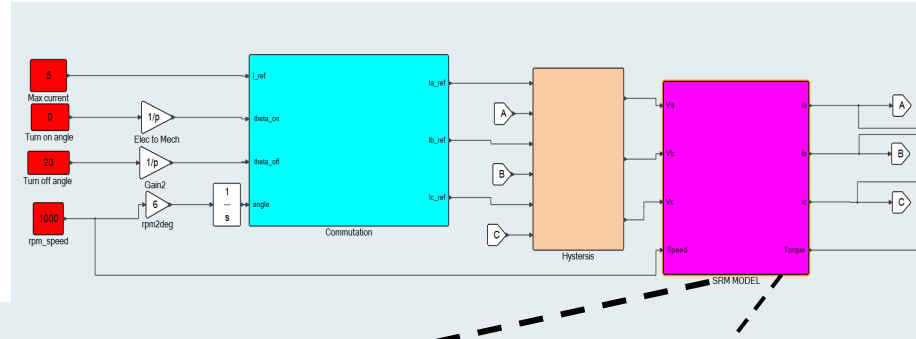 5
Max current
0
Turn on angle
1/p
Elec to Mech
20
Turn off angle
1/p
Gain2
1000
rpm_speed
6
rpm2deg
1
s
I_ref
theta_on
theta_off
angle
Ia_ref
Ib_ref
Ic_ref
Commutation
A
B
C
Hystersis
Va
Vb
Vc
Speed
ia
ib
ic
Torque
SRM MODEL
A
B
C